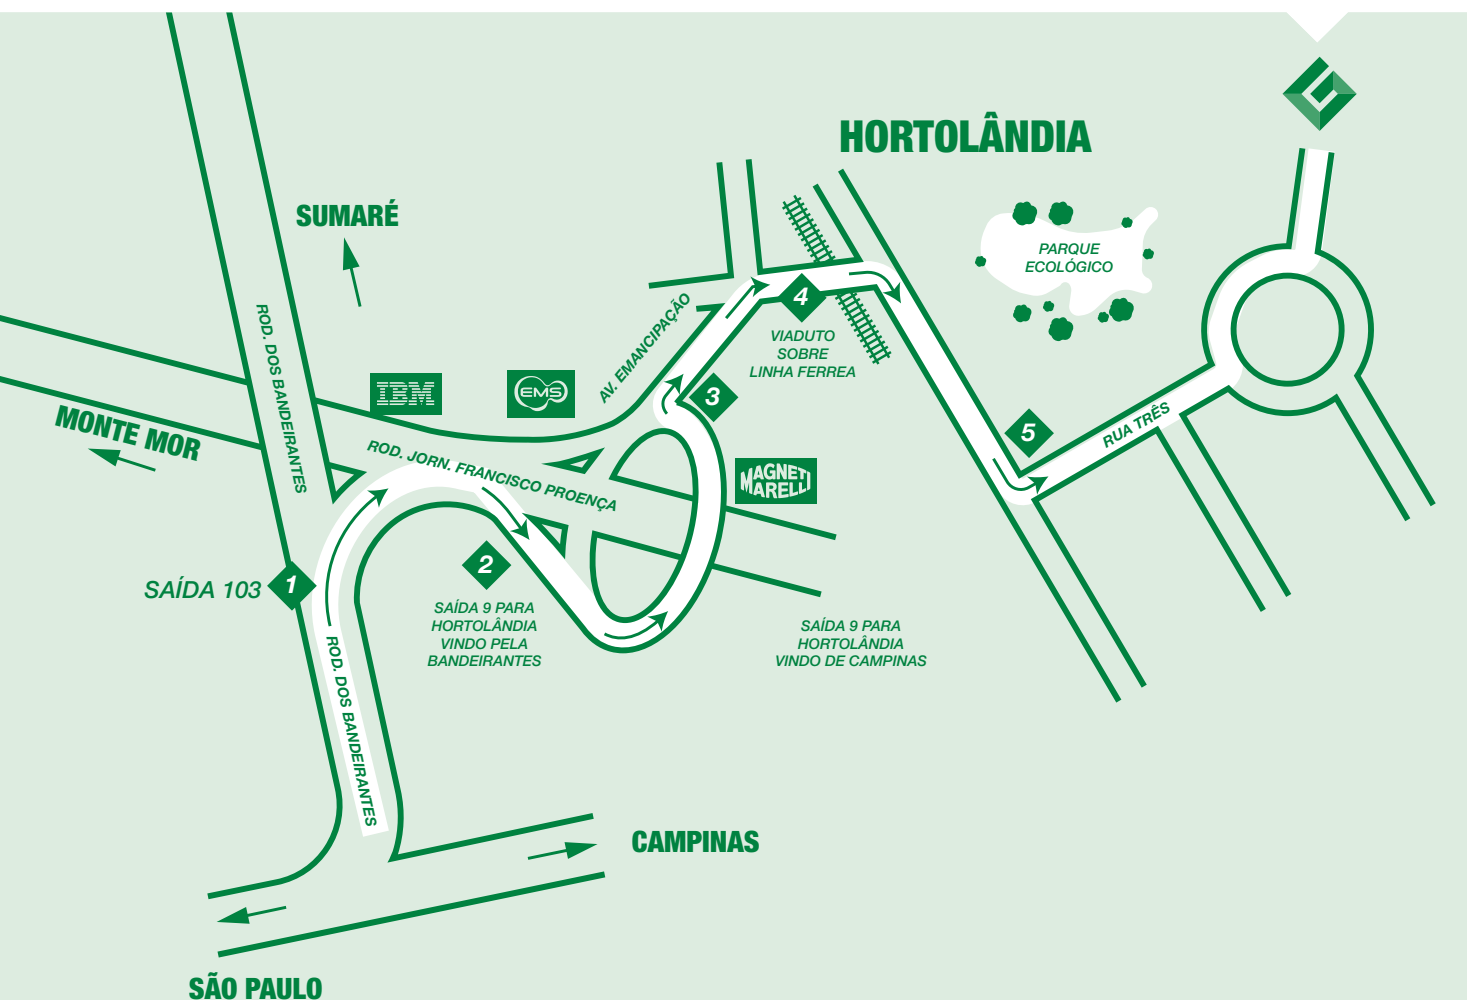 HORTOLÂNDIA
SUMARÉ
PARQUE
ECOLÓGICO
ROD. DOS BANDEIRANTES
AV. EMANCIPAÇÃO
4
VIADUTO
SOBRE
LINHA FERREA
IBM
EMS
3
MONTE MOR
ROD. JORN. FRANCISCO PROENÇA
MAGNETI
MARELLI
5
RUA TRÊS
SAÍDA 103
1
2
SAÍDA 9 PARA
HORTOLÂNDIA
VINDO PELA
BANDEIRANTES
SAÍDA 9 PARA
HORTOLÂNDIA
VINDO DE CAMPINAS
ROD. DOS BANDEIRANTES
CAMPINAS
SÃO PAULO